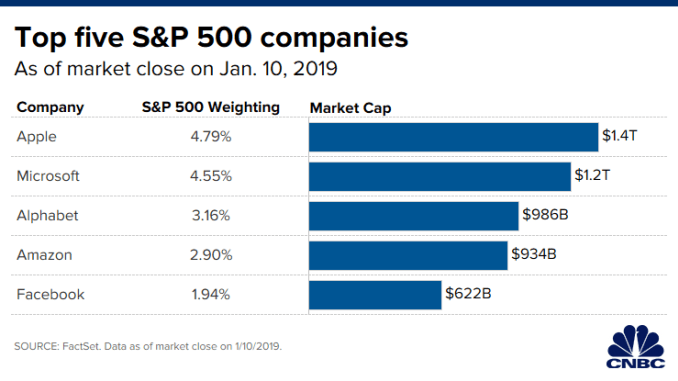 Top five S&P 500 companies
As of market close on Jan. 10, 2019
Company S&P 500 Weighting Market Cap
Apple 4.79% $1.4T
Microsoft 4.55% $1.2T
Alphabet 3.16% $986B
Amazon 2.90% $934B
Facebook 1.94% $622B
SOURCE: FactSet. Data as of market close on 1/10/2019.
CNBC